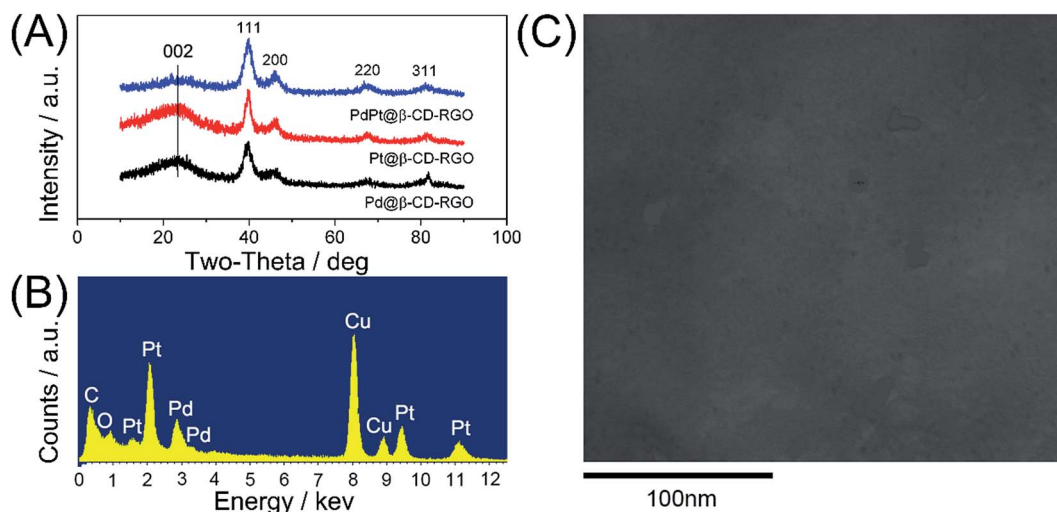 (A)
111
002
200
220
311
PdPt@β-CD-RGO
Pt@β-CD-RGO
Pd@β-CD-RGO
Intensity / a.u.
0 20 40 60 80 100
Two-Theta / deg
(B)
Cu
Pt
C
Pd
O
Pt
Pd
Cu
Pt
Pt
Counts / a.u.
0 1 2 3 4 5 6 7 8 9 10 11 12
Energy / kev
(C)
100nm